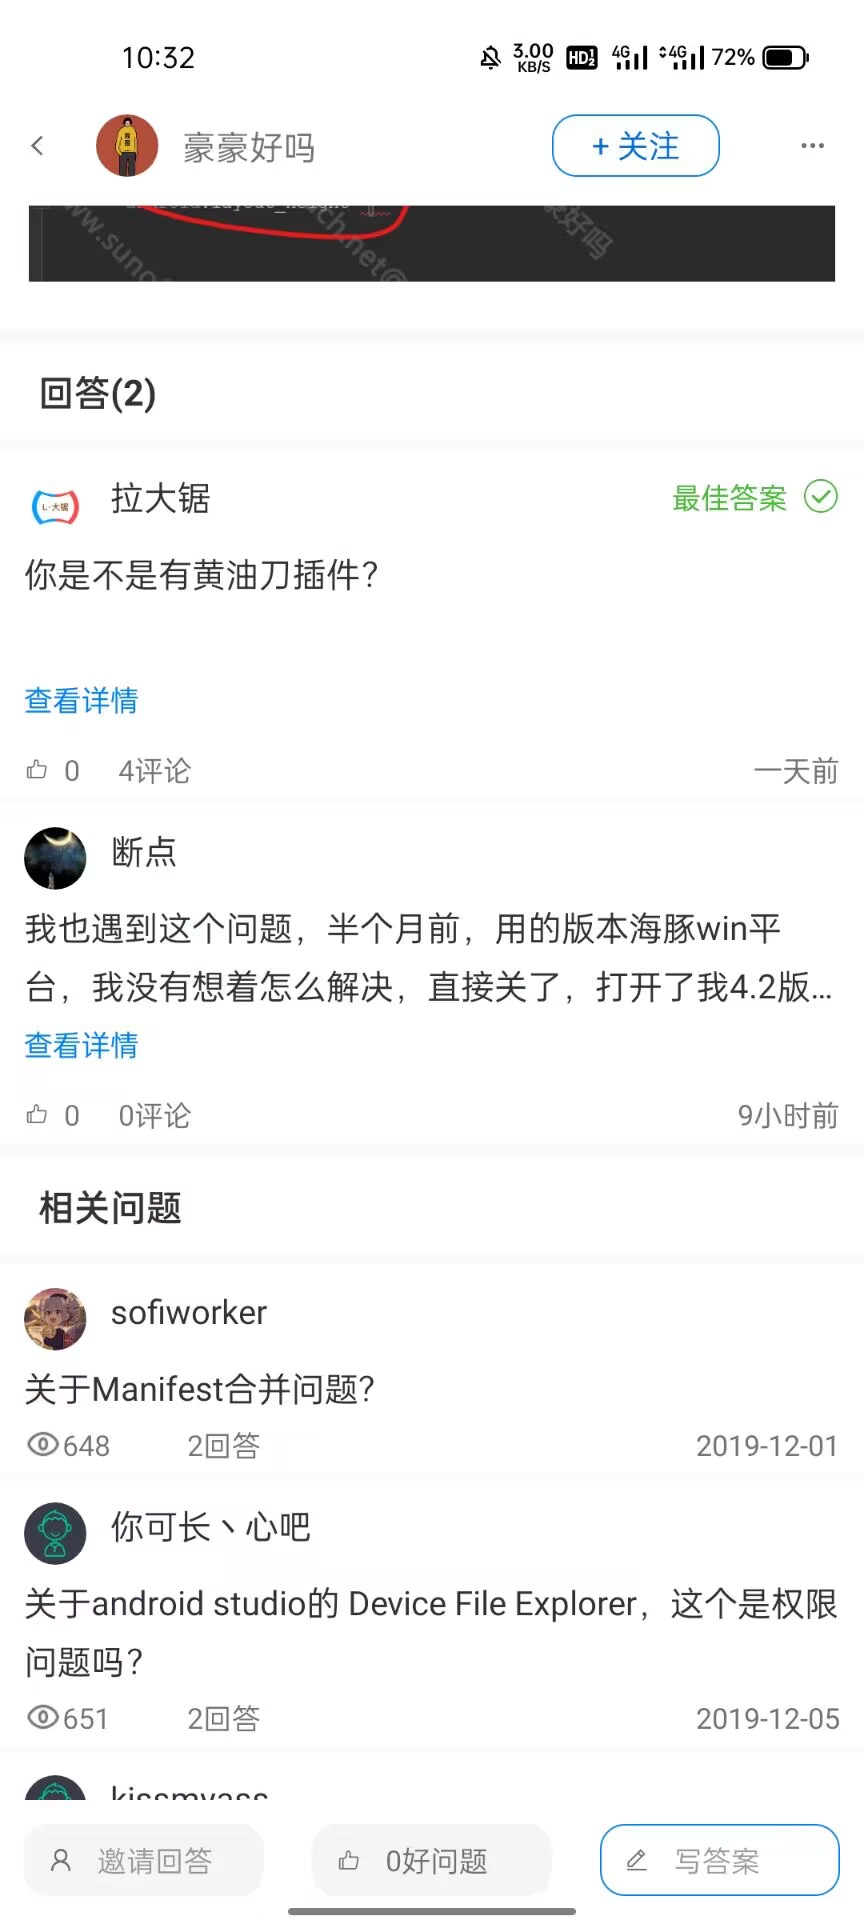 10:32
3.00
KB/S
HD
4G
4G
72%
豪豪好吗
+ 关注
android:layout_height
回答(2)
L·大锯
拉大锯
最佳答案
你是不是有黄油刀插件?
查看详情
0
4评论
一天前
断点
我也遇到这个问题，半个月前，用的版本海豚win平
台，我没有想着怎么解决，直接关了，打开了我4.2版...
查看详情
0
0评论
9小时前
相关问题
sofiworker
关于Manifest合并问题?
648
2回答
2019-12-01
你可长丶心吧
关于android studio的 Device File Explorer，这个是权限
问题吗?
651
2回答
2019-12-05
kissmyass
邀请回答
0好问题
写答案